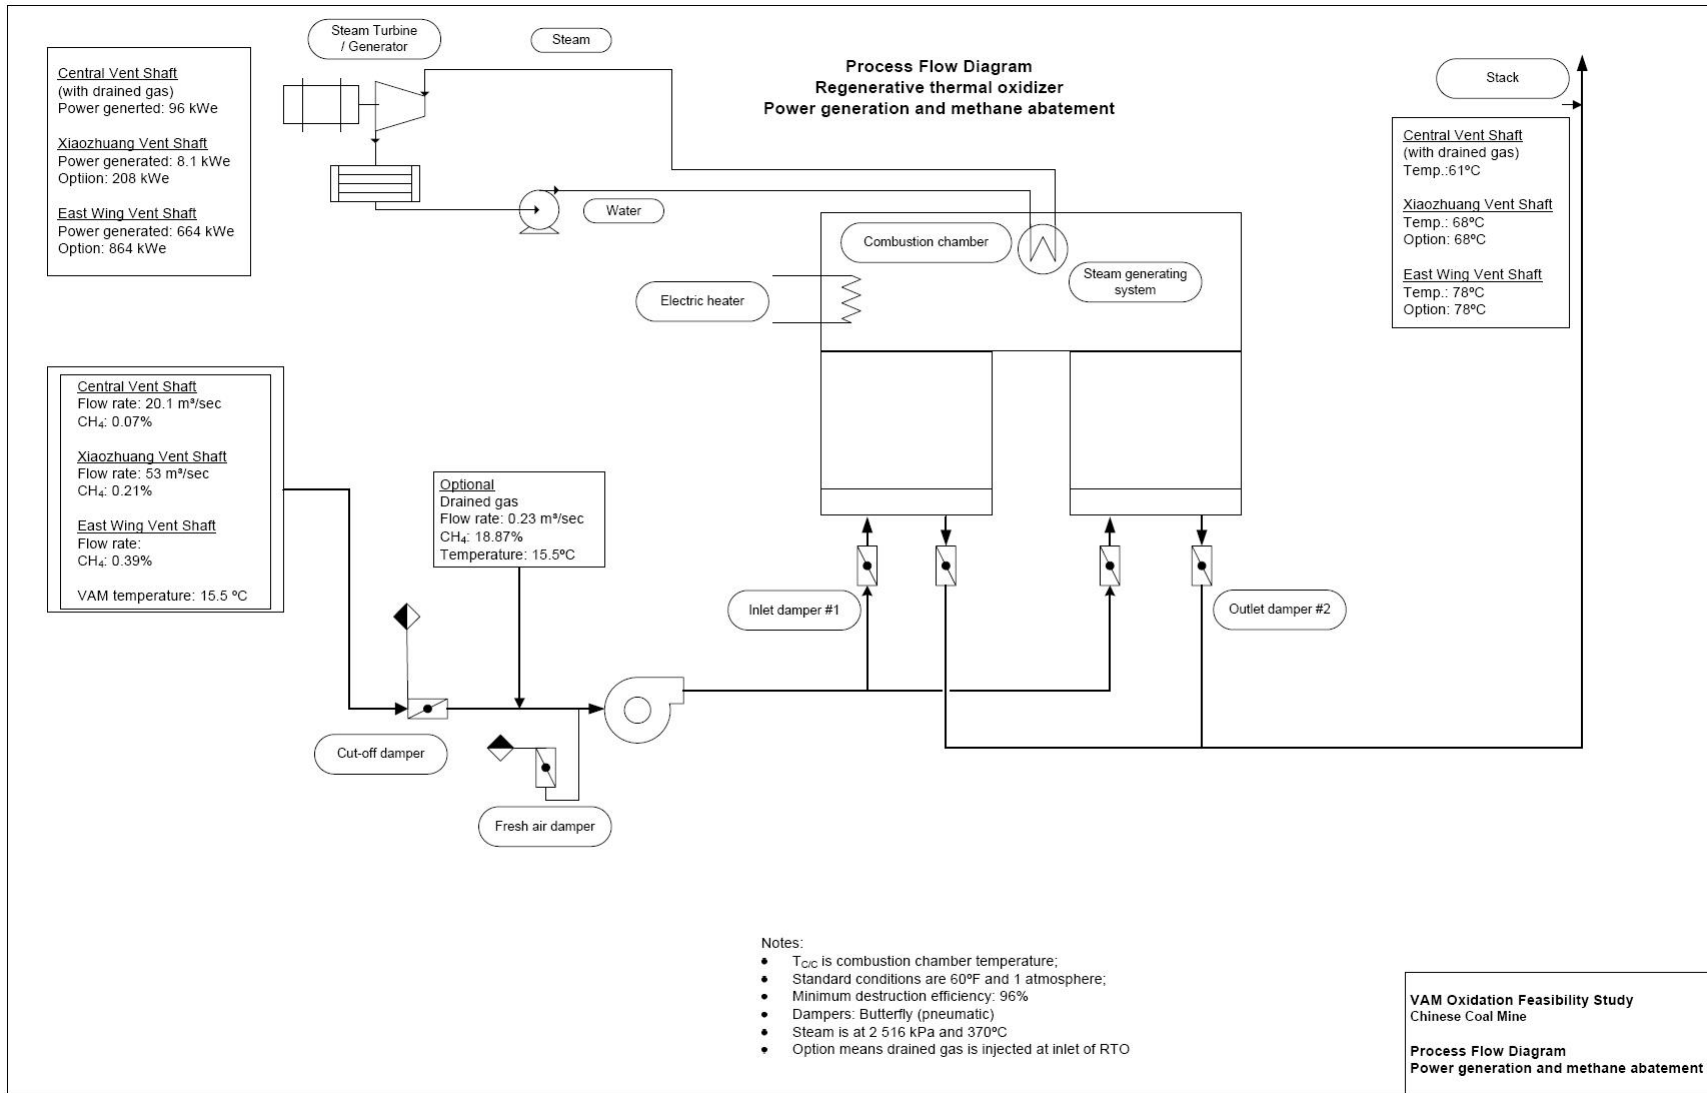 Steam Turbine
/ Generator
Steam
Process Flow Diagram
Regenerative thermal oxidizer
Power generation and methane abatement
Stack
Central Vent Shaft
(with drained gas)
Power generted: 96 kWe
Xiaozhuang Vent Shaft
Power generated: 8.1 kWe
Optiion: 208 kWe
East Wing Vent Shaft
Power generated: 664 kWe
Option: 864 kWe
Central Vent Shaft
(with drained gas)
Temp.:61ºC
Xiaozhuang Vent Shaft
Temp.: 68ºC
Option: 68ºC
East Wing Vent Shaft
Temp.: 78ºC
Option: 78ºC
Water
Combustion chamber
Steam generating
system
Electric heater
Central Vent Shaft
Flow rate: 20.1 m³/sec
CH₄: 0.07%
Xiaozhuang Vent Shaft
Flow rate: 53 m³/sec
CH₄: 0.21%
East Wing Vent Shaft
Flow rate:
CH₄: 0.39%
VAM temperature: 15.5 ºC
Optional
Drained gas
Flow rate: 0.23 m³/sec
CH₄: 18.87%
Temperature: 15.5ºC
Inlet damper #1
Outlet damper #2
Cut-off damper
Fresh air damper
Notes:
• T_C/C is combustion chamber temperature;
• Standard conditions are 60ºF and 1 atmosphere;
• Minimum destruction efficiency: 96%
• Dampers: Butterfly (pneumatic)
• Steam is at 2 516 kPa and 370ºC
• Option means drained gas is injected at inlet of RTO
VAM Oxidation Feasibility Study
Chinese Coal Mine
Process Flow Diagram
Power generation and methane abatement